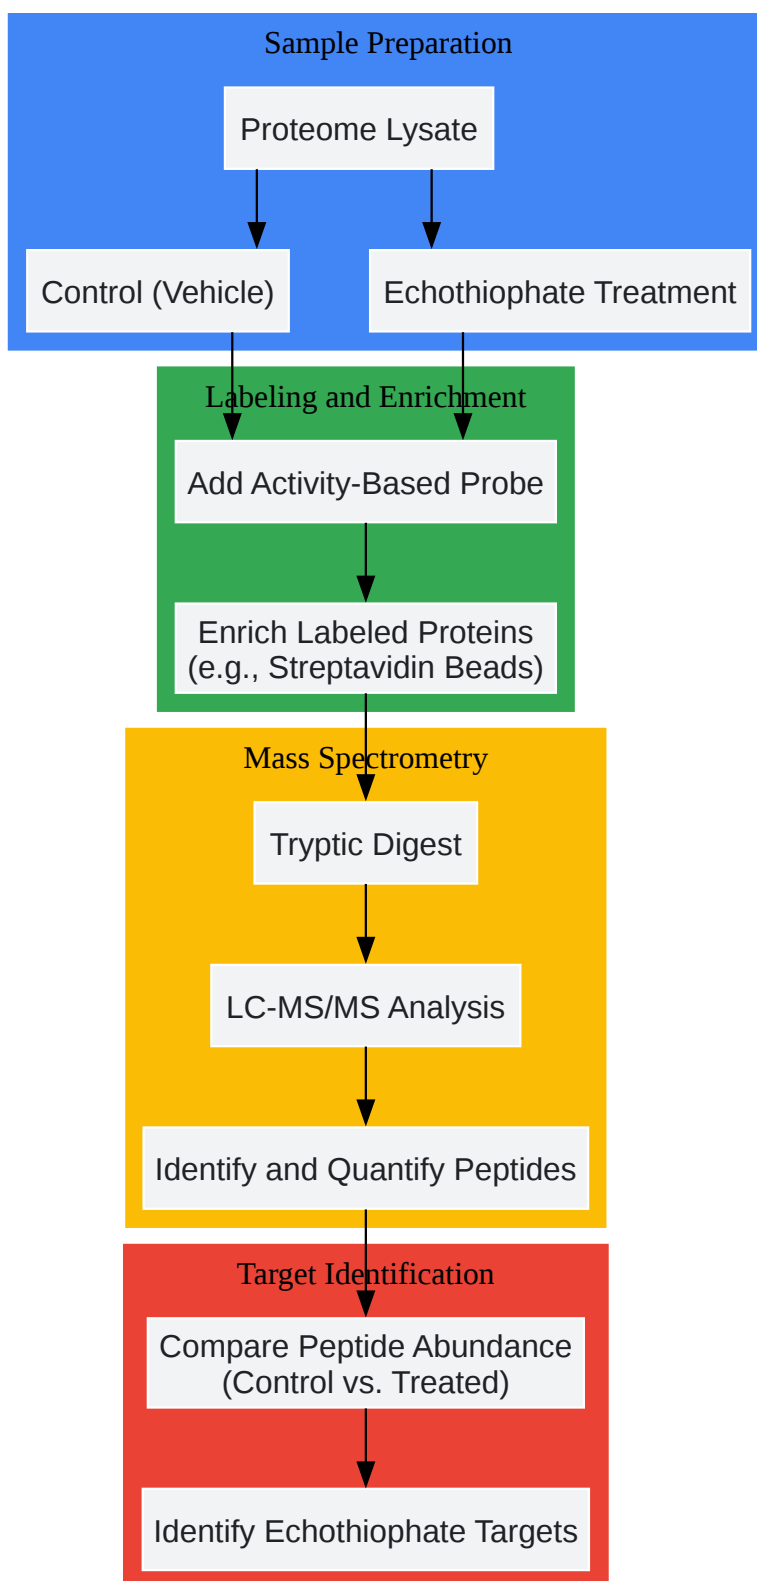 Sample Preparation
Proteome Lysate
Control (Vehicle)
Echothiophate Treatment
Labeling and Enrichment
Add Activity-Based Probe
Enrich Labeled Proteins
(e.g., Streptavidin Beads)
Mass Spectrometry
Tryptic Digest
LC-MS/MS Analysis
Identify and Quantify Peptides
Target Identification
Compare Peptide Abundance
(Control vs. Treated)
Identify Echothiophate Targets